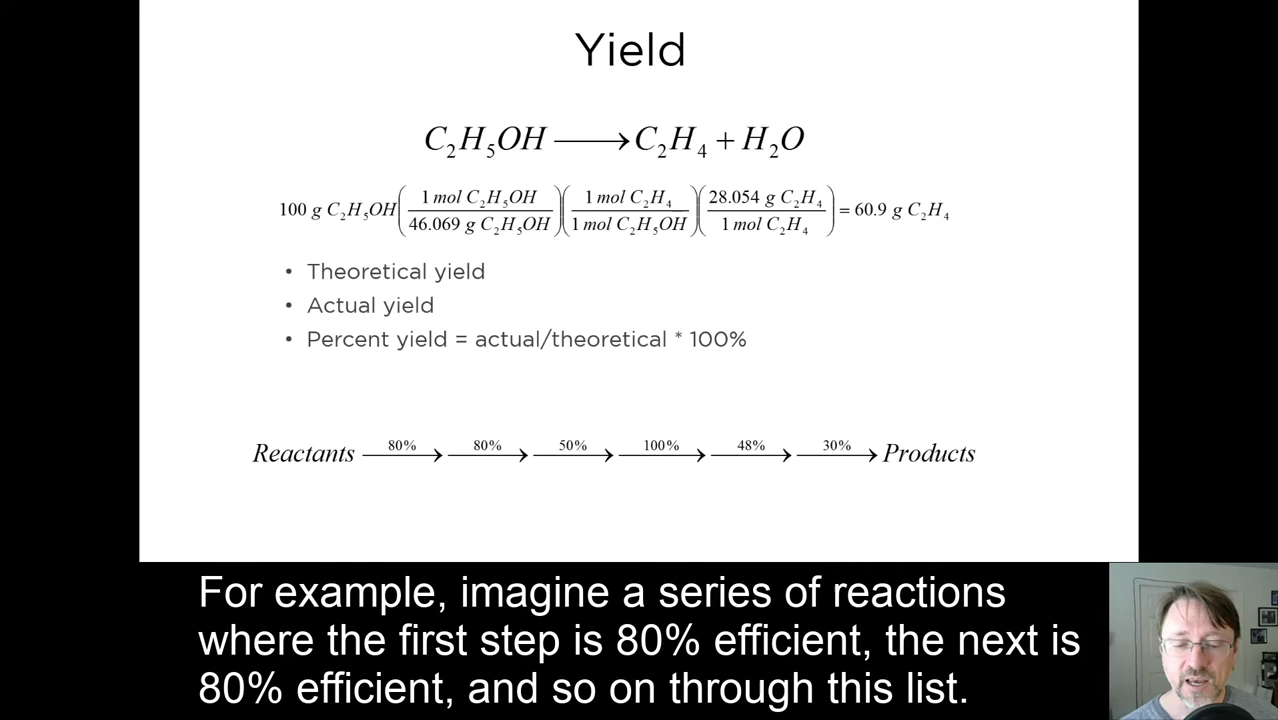 Yield
C₂H₅OH ⟶ C₂H₄ + H₂O
100 g C₂H₅OH (1 mol C₂H₅OH / 46.069 g C₂H₅OH) (1 mol C₂H₄ / 1 mol C₂H₅OH) (28.054 g C₂H₄ / 1 mol C₂H₄) = 60.9 g C₂H₄
• Theoretical yield
• Actual yield
• Percent yield = actual/theoretical * 100%
Reactants 80% → 80% → 50% → 100% → 48% → 30% → Products
For example, imagine a series of reactions
where the first step is 80% efficient, the next is
80% efficient, and so on through this list.